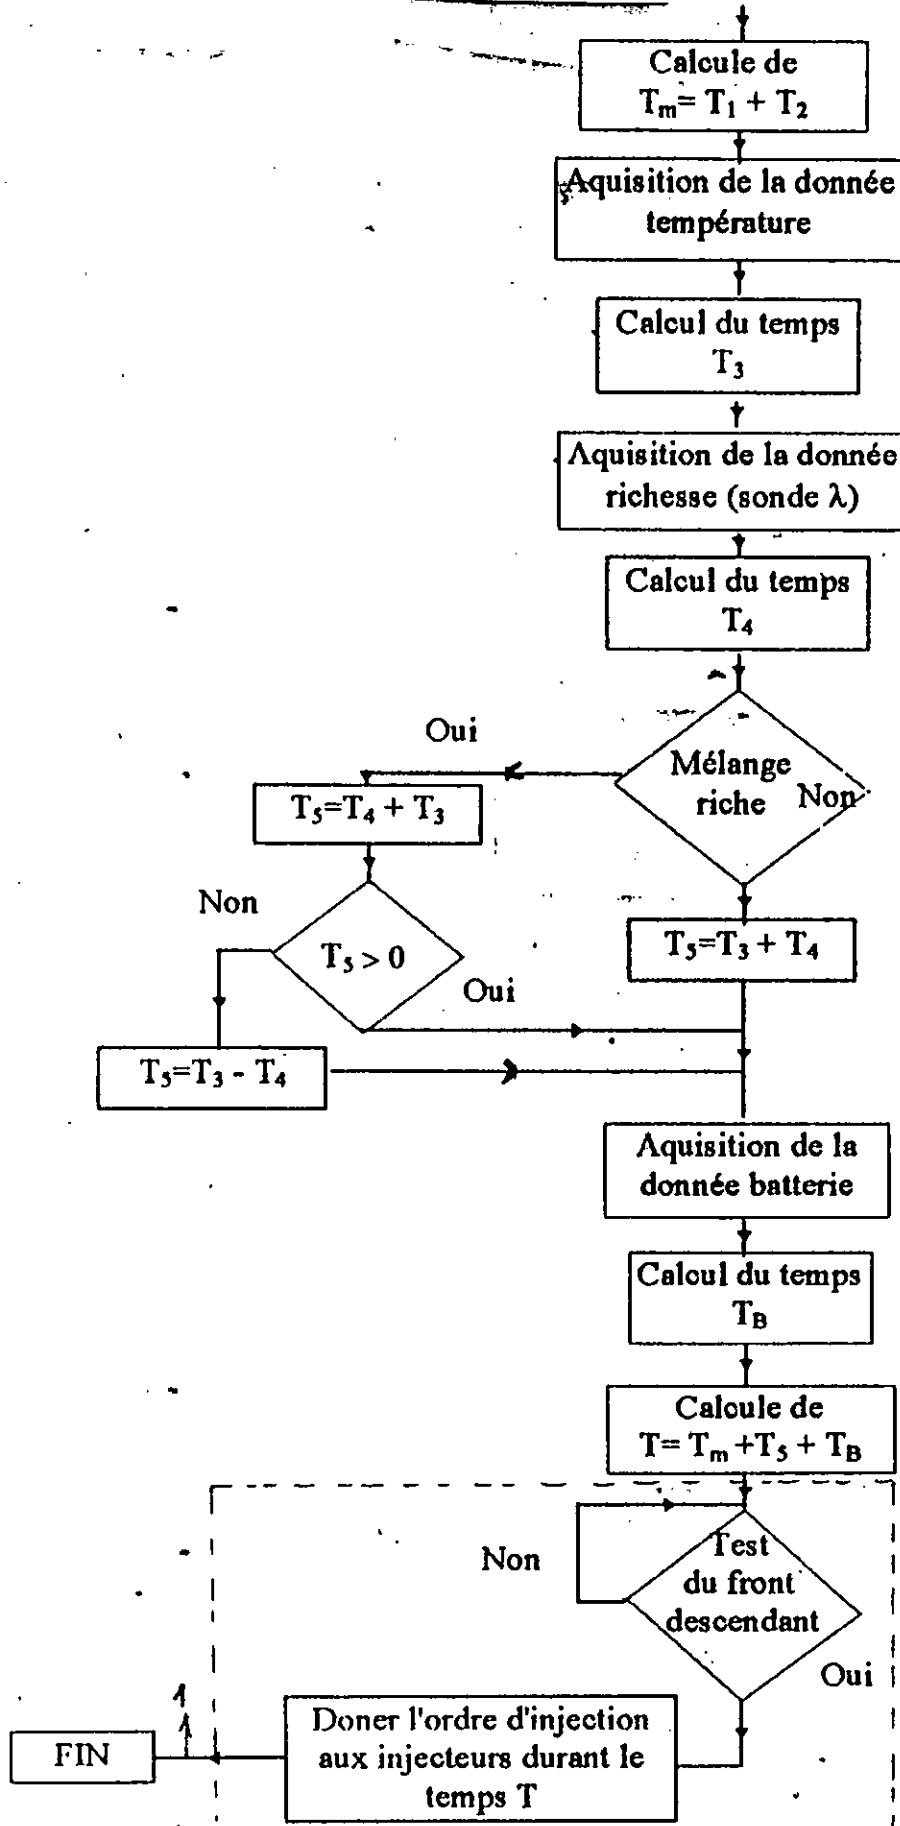 Calcule de
Tm= T1 + T2
Aquisition de la donnée
température
Calcul du temps
T3
Aquisition de la donnée
richesse (sonde λ)
Calcul du temps
T4
Oui
Mélange
riche Non
T5=T4 + T3
Non
T5 > 0
Oui
T5=T3 + T4
T5=T3 - T4
Aquisition de la
donnée batterie
Calcul du temps
TB
Calcule de
T= Tm +T5 + TB
Non
Test
du front
descendant
Oui
Doner l'ordre d'injection
aux injecteurs durant le
temps T
1
FIN